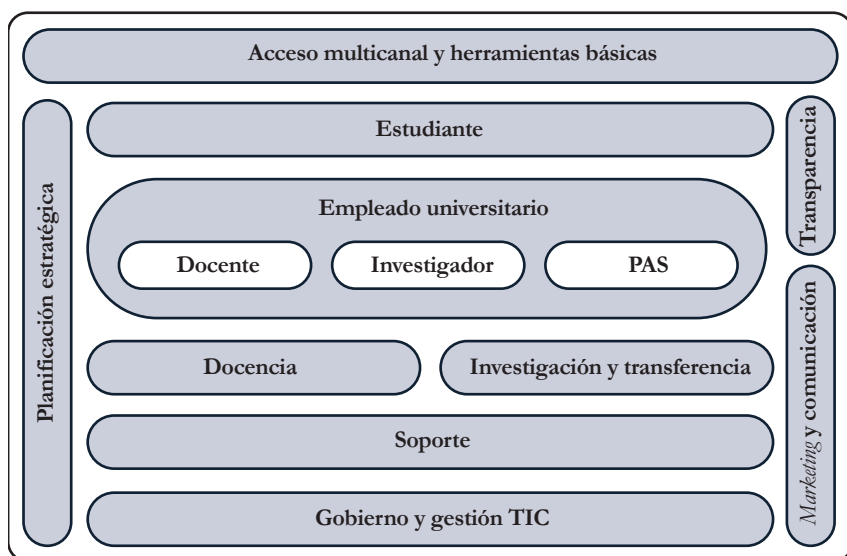 Acceso multicanal y herramientas básicas
Planificación estratégica
Estudiante
Empleado universitario
Docente
Investigador
PAS
Docencia
Investigación y transferencia
Soporte
Gobierno y gestión TIC
Transparencia
Marketing y comunicación